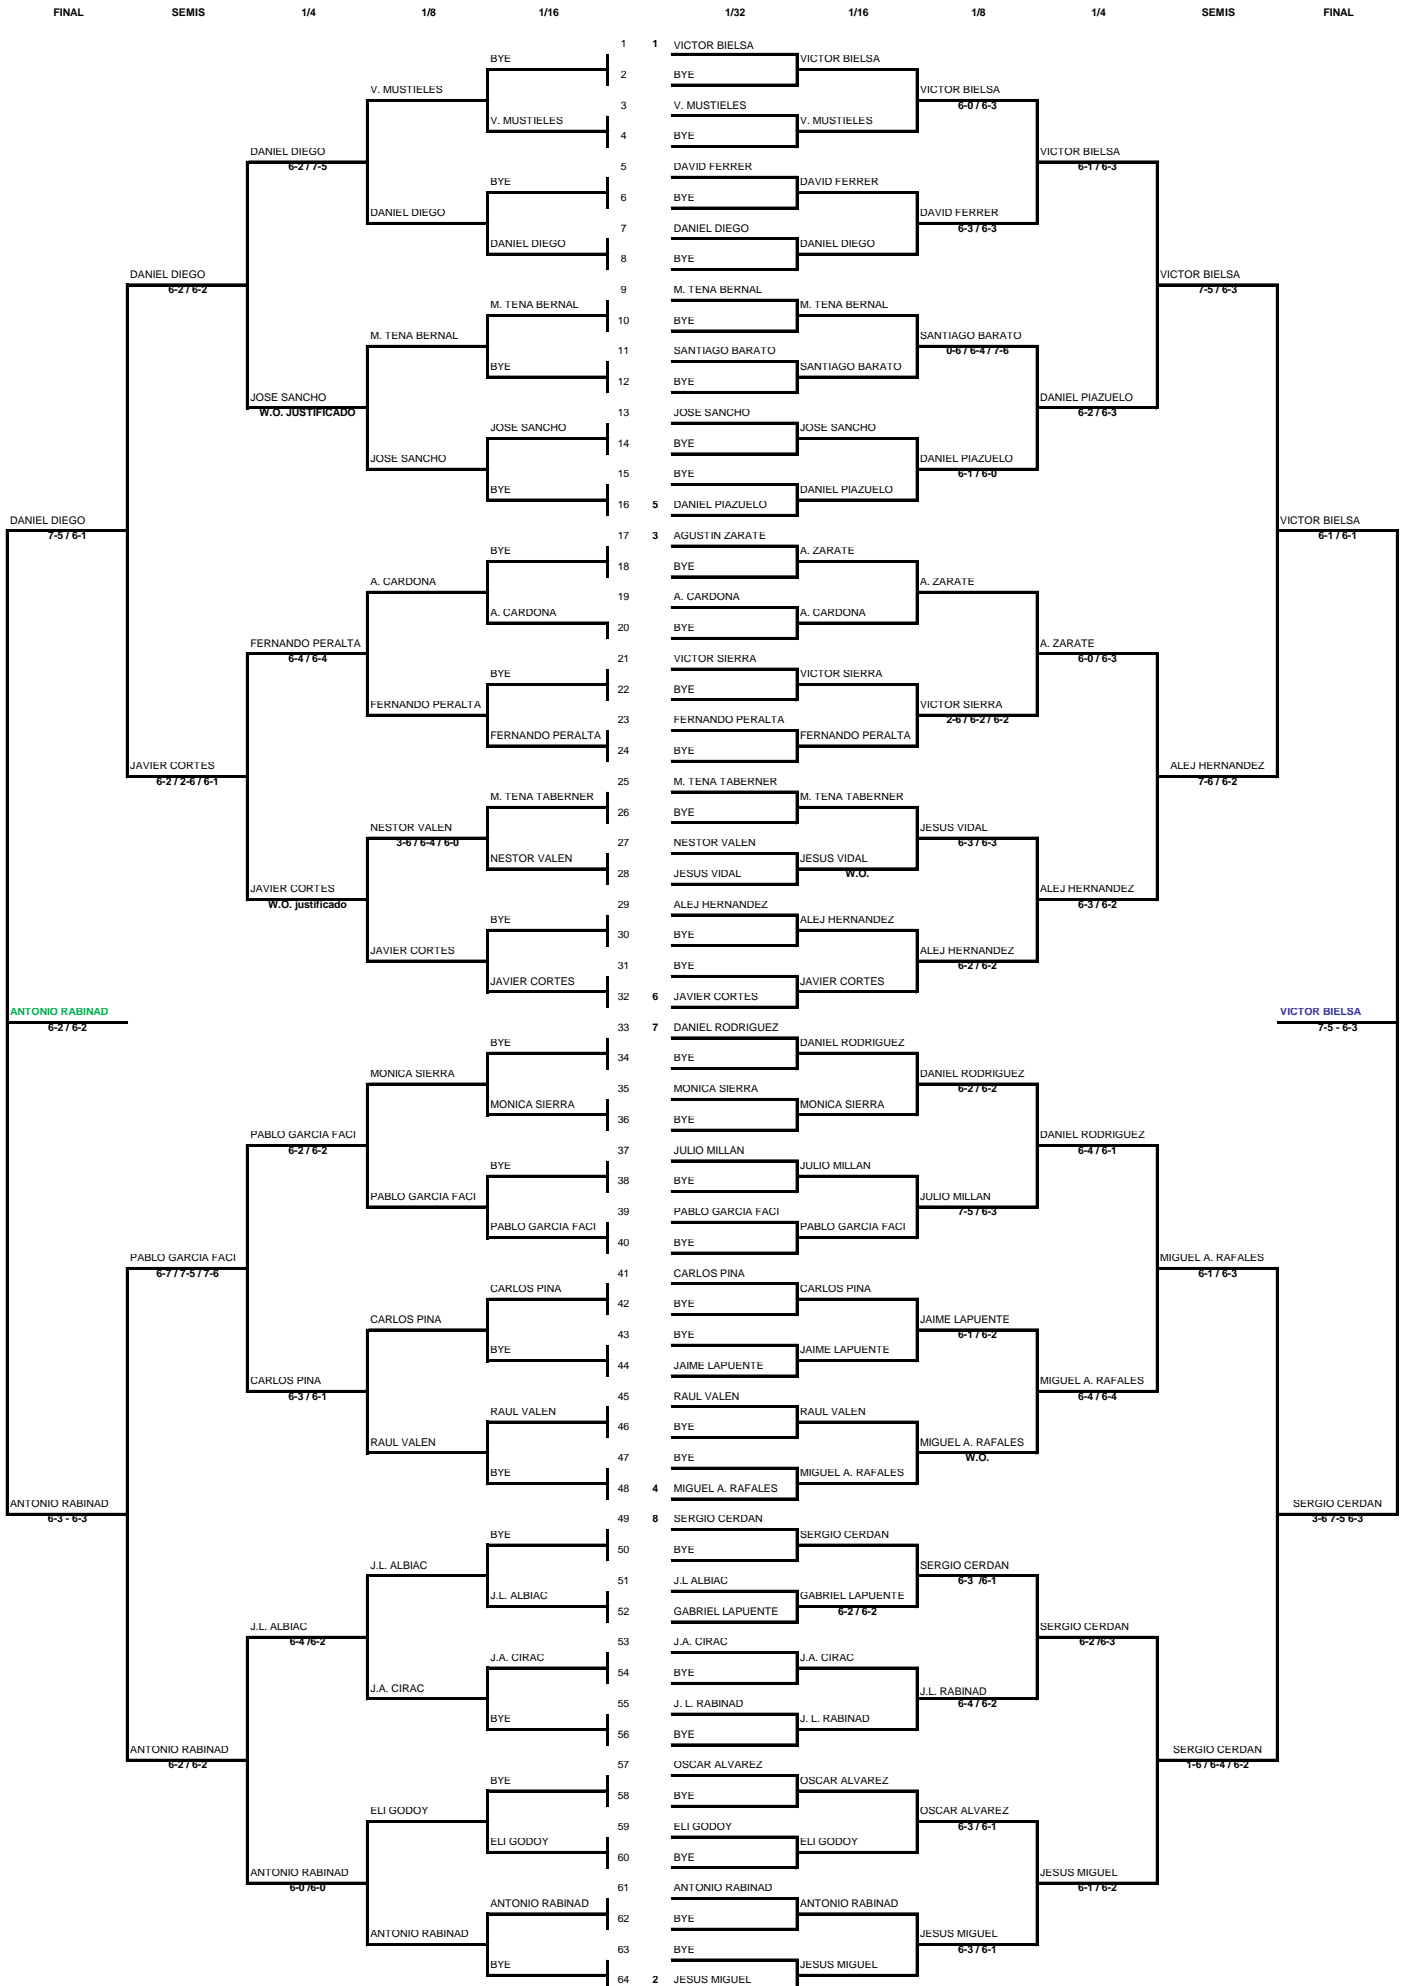 FINAL SEMIS 1/4 1/8 1/16 1/32 1/16 1/8 1/4 SEMIS FINAL
1 1 VICTOR BIELSA
BYE VICTOR BIELSA
2 BYE
V. MUSTIELES VICTOR BIELSA
3 V. MUSTIELES 6-0 / 6-3
V. MUSTIELES V. MUSTIELES
4 BYE
DANIEL DIEGO VICTOR BIELSA
6-2 / 7-5 5 DAVID FERRER 6-1 / 6-3
BYE DAVID FERRER
6 BYE
DANIEL DIEGO DAVID FERRER
7 DANIEL DIEGO 6-3 / 6-3
DANIEL DIEGO DANIEL DIEGO
8 BYE
DANIEL DIEGO VICTOR BIELSA
6-2 / 6-2 9 M. TENA BERNAL 7-5 / 6-3
M. TENA BERNAL M. TENA BERNAL
10 BYE
M. TENA BERNAL SANTIAGO BARATO
11 SANTIAGO BARATO 0-6 / 6-4 / 7-6
BYE SANTIAGO BARATO
12 BYE
JOSE SANCHO DANIEL PIAZUELO
W.O. JUSTIFICADO 13 JOSE SANCHO 6-2 / 6-3
JOSE SANCHO JOSE SANCHO
14 BYE
JOSE SANCHO DANIEL PIAZUELO
15 BYE 6-1 / 6-0
BYE DANIEL PIAZUELO
16 5 DANIEL PIAZUELO
DANIEL DIEGO VICTOR BIELSA
7-5 / 6-1 17 3 AGUSTIN ZARATE 6-1 / 6-1
BYE A. ZARATE
18 BYE
A. CARDONA A. ZARATE
19 A. CARDONA
A. CARDONA A. CARDONA
20 BYE
FERNANDO PERALTA A. ZARATE
6-4 / 6-4 21 VICTOR SIERRA 6-0 / 6-3
BYE VICTOR SIERRA
22 BYE
FERNANDO PERALTA VICTOR SIERRA
23 FERNANDO PERALTA 2-6 / 6-2 / 6-2
FERNANDO PERALTA FERNANDO PERALTA
24 BYE
JAVIER CORTES ALEJ HERNANDEZ
6-2 / 2-6 / 6-1 25 M. TENA TABERNER 7-6 / 6-2
M. TENA TABERNER M. TENA TABERNER
26 BYE
NESTOR VALEN JESUS VIDAL
3-6 / 6-4 / 6-0 27 NESTOR VALEN 6-3 / 6-3
NESTOR VALEN JESUS VIDAL
28 JESUS VIDAL W.O.
JAVIER CORTES ALEJ HERNANDEZ
W.O. justificado 29 ALEJ HERNANDEZ 6-3 / 6-2
BYE ALEJ HERNANDEZ
30 BYE
JAVIER CORTES ALEJ HERNANDEZ
31 BYE 6-2 / 6-2
JAVIER CORTES JAVIER CORTES
32 6 JAVIER CORTES
ANTONIO RABINAD VICTOR BIELSA
6-2 / 6-2 33 7 DANIEL RODRIGUEZ 7-5 - 6-3
BYE DANIEL RODRIGUEZ
34 BYE
MONICA SIERRA DANIEL RODRIGUEZ
35 MONICA SIERRA 6-2 / 6-2
MONICA SIERRA MONICA SIERRA
36 BYE
PABLO GARCIA FACI DANIEL RODRIGUEZ
6-2 / 6-2 37 JULIO MILLAN 6-4 / 6-1
BYE JULIO MILLAN
38 BYE
PABLO GARCIA FACI JULIO MILLAN
39 PABLO GARCIA FACI 7-5 / 6-3
PABLO GARCIA FACI PABLO GARCIA FACI
40 BYE
PABLO GARCIA FACI MIGUEL A. RAFALES
6-7 / 7-5 / 7-6 41 CARLOS PINA 6-1 / 6-3
CARLOS PINA CARLOS PINA
42 BYE
CARLOS PINA JAIME LAPUENTE
43 BYE 6-1 / 6-2
BYE JAIME LAPUENTE
44 JAIME LAPUENTE
CARLOS PINA MIGUEL A. RAFALES
6-3 / 6-1 45 RAUL VALEN 6-4 / 6-4
RAUL VALEN RAUL VALEN
46 BYE
RAUL VALEN MIGUEL A. RAFALES
47 BYE W.O.
BYE MIGUEL A. RAFALES
48 4 MIGUEL A. RAFALES
ANTONIO RABINAD SERGIO CERDAN
6-3 - 6-3 49 8 SERGIO CERDAN 3-6 7-5 6-3
BYE SERGIO CERDAN
50 BYE
J.L. ALBIAC SERGIO CERDAN
51 J.L ALBIAC 6-3 /6-1
J.L. ALBIAC GABRIEL LAPUENTE
52 GABRIEL LAPUENTE 6-2 / 6-2
J.L. ALBIAC SERGIO CERDAN
6-4 /6-2 53 J.A. CIRAC 6-2 /6-3
J.A. CIRAC J.A. CIRAC
54 BYE
J.A. CIRAC J.L. RABINAD
55 J. L. RABINAD 6-4 / 6-2
BYE J. L. RABINAD
56 BYE
ANTONIO RABINAD SERGIO CERDAN
6-2 / 6-2 57 OSCAR ALVAREZ 1-6 / 6-4 / 6-2
BYE OSCAR ALVAREZ
58 BYE
ELI GODOY OSCAR ALVAREZ
59 ELI GODOY 6-3 / 6-1
ELI GODOY ELI GODOY
60 BYE
ANTONIO RABINAD JESUS MIGUEL
6-0 /6-0 61 ANTONIO RABINAD 6-1 / 6-2
ANTONIO RABINAD ANTONIO RABINAD
62 BYE
ANTONIO RABINAD JESUS MIGUEL
63 BYE 6-3 / 6-1
BYE JESUS MIGUEL
64 2 JESUS MIGUEL